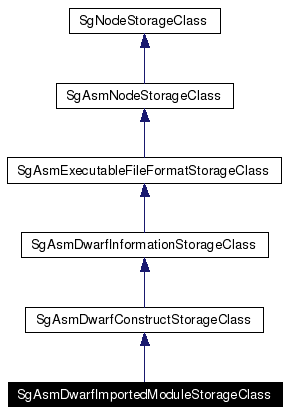 SgNodeStorageClass
SgAsmNodeStorageClass
SgAsmExecutableFileFormatStorageClass
SgAsmDwarfInformationStorageClass
SgAsmDwarfConstructStorageClass
SgAsmDwarfImportedModuleStorageClass